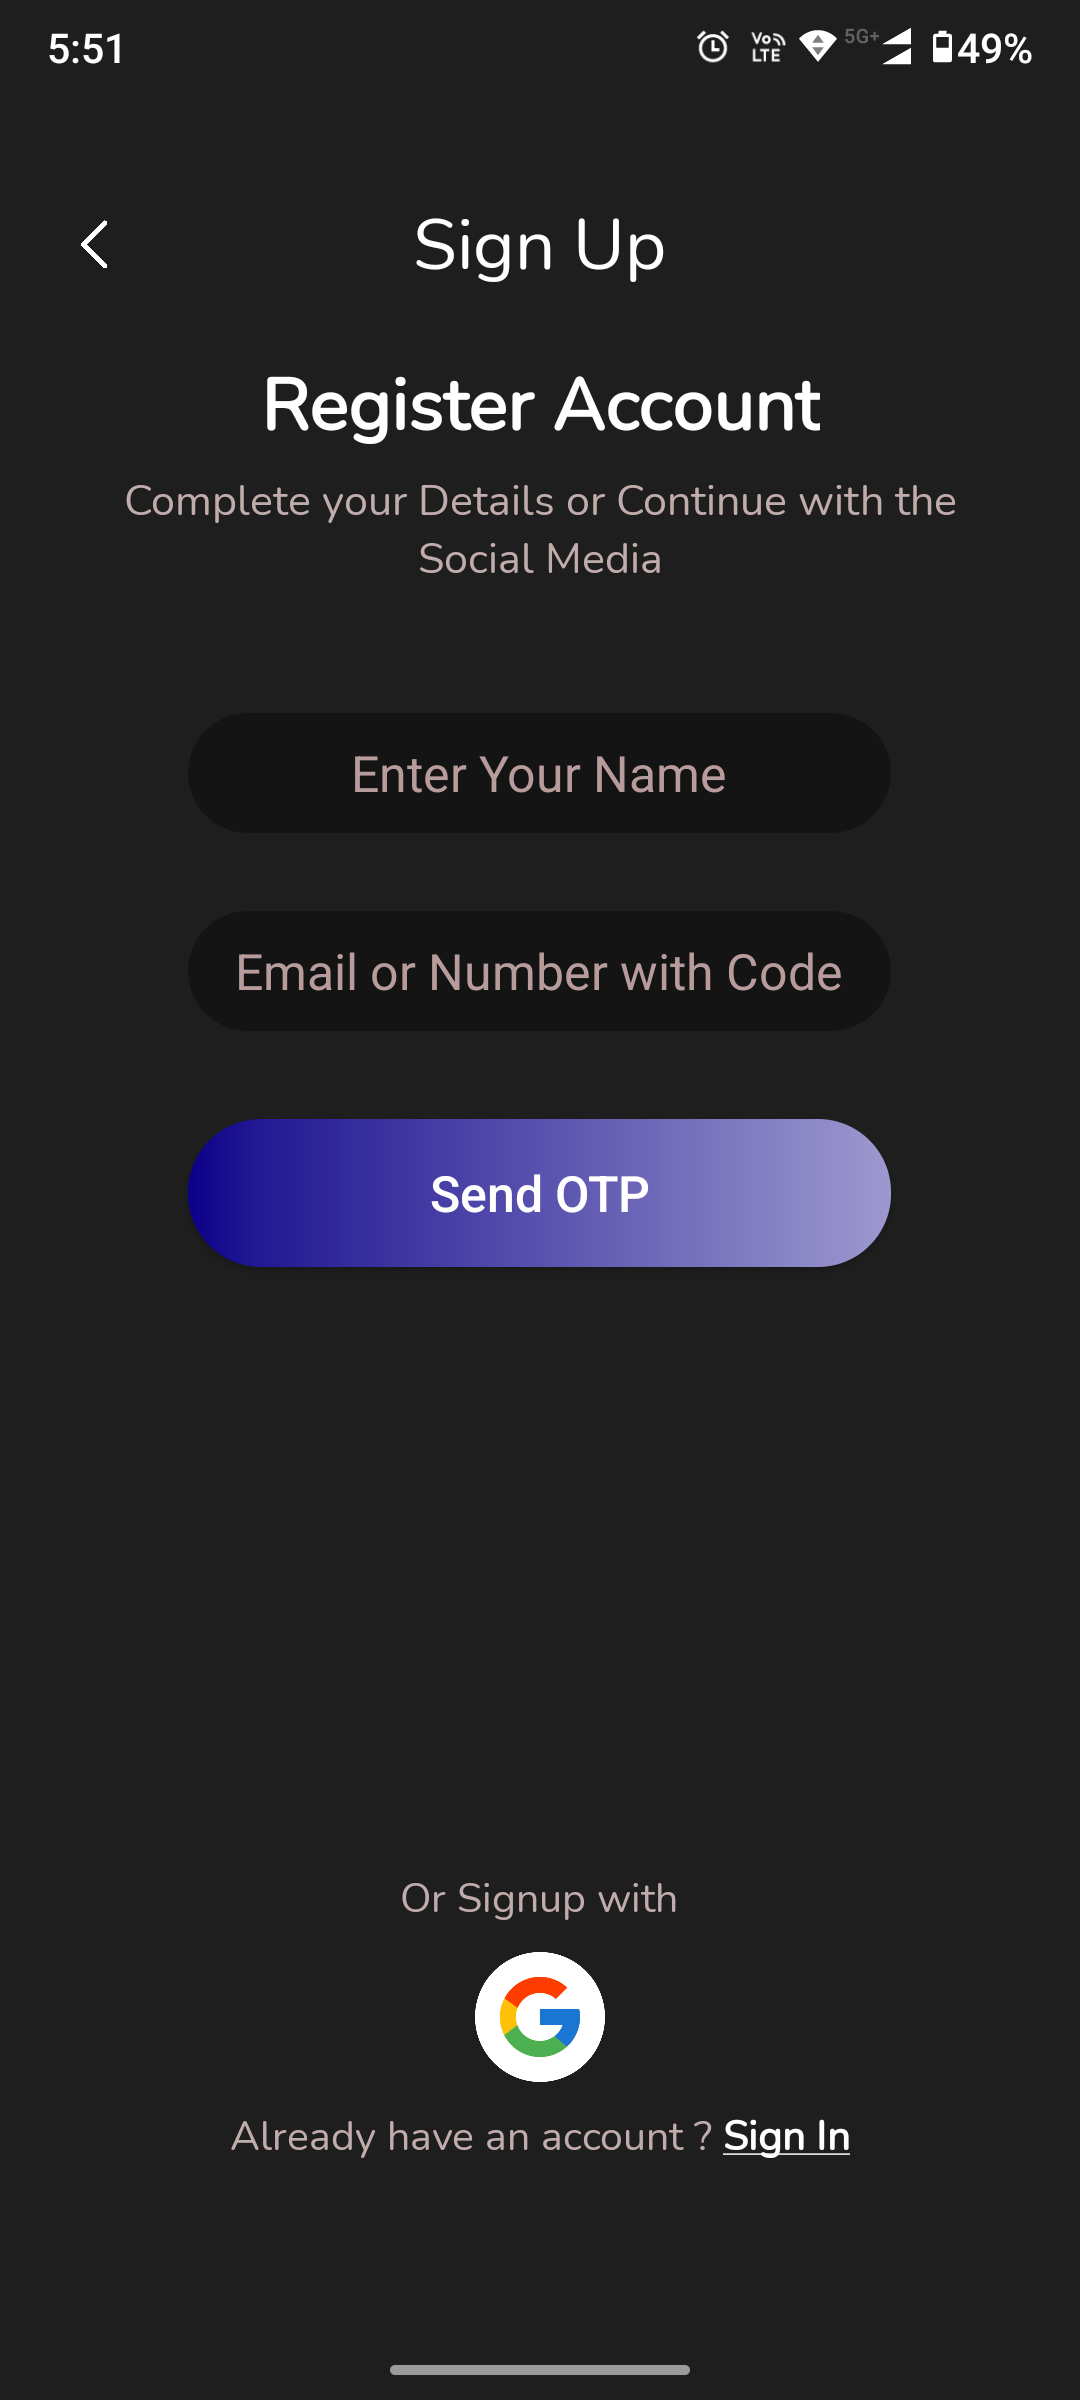 5:51
Vo LTE 5G+ 49%
Sign Up
Register Account
Complete your Details or Continue with the
Social Media
Enter Your Name
Email or Number with Code
Send OTP
Or Signup with
Already have an account ? Sign In